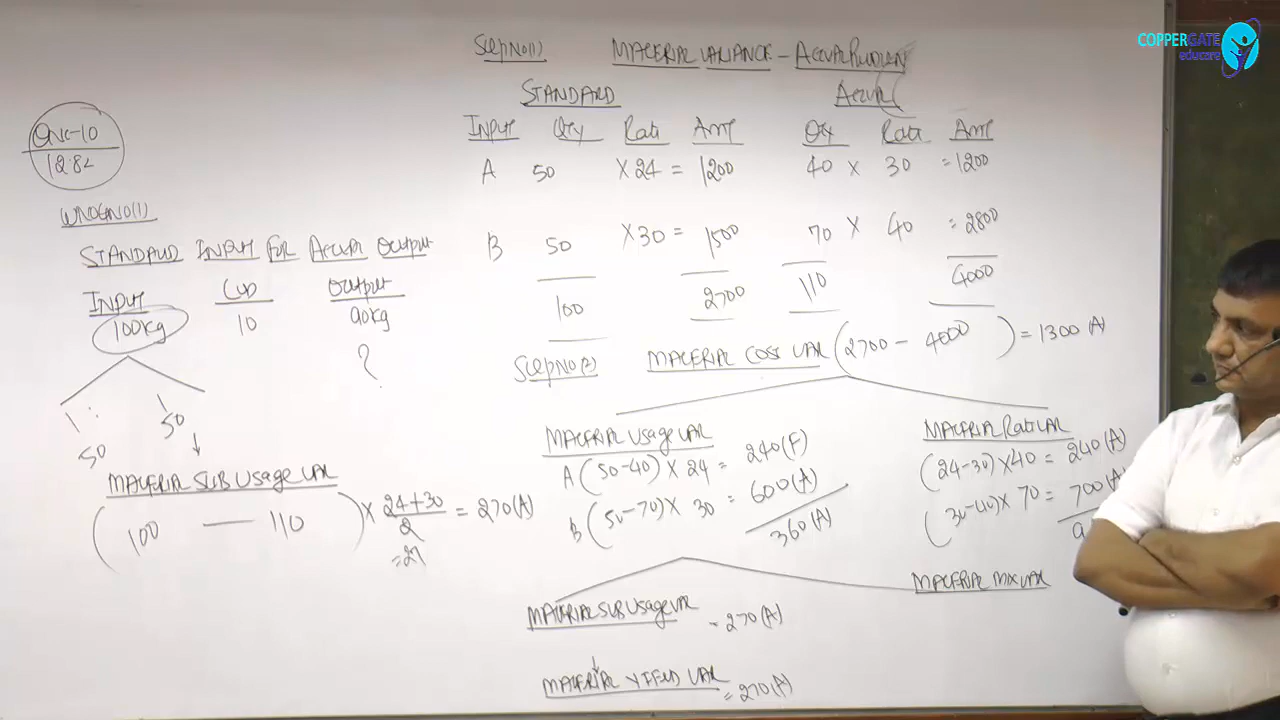 COPPERGATE
educare
Step No(1) MATERIAL VARIANCE - ACTUAL
STANDARD ACTUAL
INPUT Qty Rate AMT Qty Rate AMT
A 50 × 24 = 1200 40 × 30 = 1200
B 50 × 30 = 1500 70 × 40 = 2800
100 2700 110 4000
Step No(2) MATERIAL COST VAR (2700 - 4000) = 1300 (A)
MATERIAL Usage VAR
A (50-40) × 24 = 240 (F)
B (50-70) × 30 = 600 (A)
360 (A)
MATERIAL Rate VAR
(24-30) × 40 = 240 (A)
(30-40) × 70 = 700 (A)
MATERIAL SUB Usage VAR = 270 (A)
MATERIAL MIX VAR
MATERIAL YIELD VAR = 270 (A)
QNO-10
12.82
STANDARD INPUT FOR ACTUAL OUTPUT
INPUT OUTPUT
100kg 10 90kg
?
50 50
MATERIAL SUB Usage VAR
(100 — 110) × 24+30
2
= 270 (A)
= 27